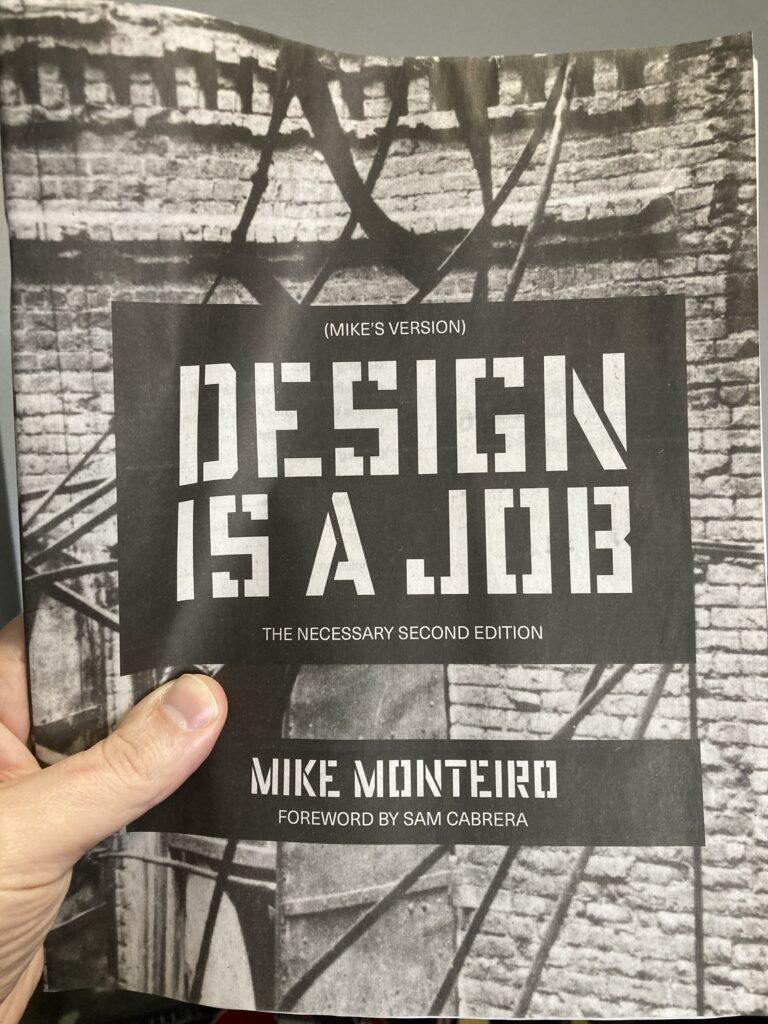 (MIKE'S VERSION)
DESIGN
IS A JOB
THE NECESSARY SECOND EDITION
MIKE MONTEIRO
FOREWORD BY SAM CABRERA